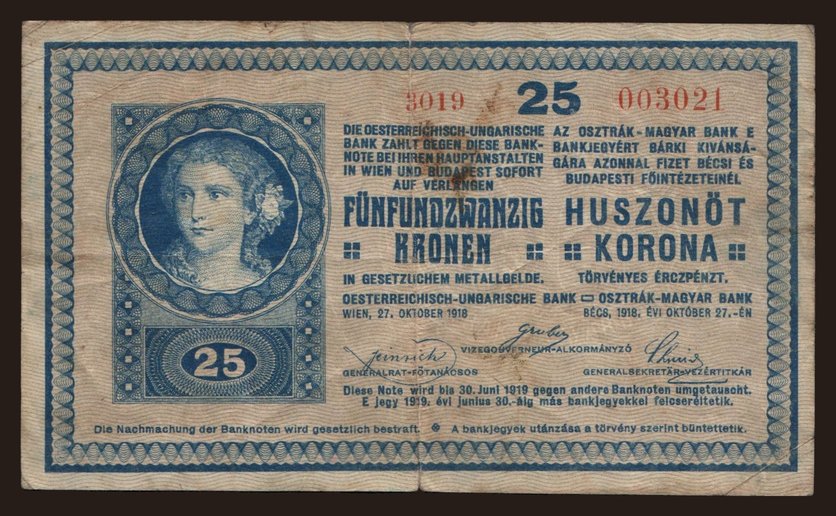 3019 25 003021
DIE OESTERREICHISCH-UNGARISCHE
BANK ZAHLT GEGEN DIESE BANK-
NOTE BEI IHREN HAUPTANSTALTEN
IN WIEN UND BUDAPEST SOFORT
AUF VERLANGEN
FÜNFUNDZWANZIG
KRONEN
IN GESETZLICHEM METALLGELDE.
AZ OSZTRÁK-MAGYAR BANK E
BANKJEGYÉRT BÁRKI KIVÁNSÁ-
GÁRA AZONNAL FIZET BÉCSI ÉS
BUDAPESTI FŐINTÉZETEINÉL
HUSZONÖT
KORONA
TÖRVÉNYES ÉRCZPÉNZT.
OESTERREICHISCH-UNGARISCHE BANK OSZTRÁK-MAGYAR BANK
WIEN, 27. OKTOBER 1918 BÉCS, 1918. ÉVI OKTÓBER 27.-ÉN
Gruber
VIZEGOUVERNEUR-ALKORMÁNYZÓ
GENERALRAT-FŐTANÁCSOS GENERALSEKRETÄR-VEZÉRTITKÁR
Diese Note wird bis 30. Juni 1919 gegen andere Banknoten umgetauscht.
E jegy 1919. évi junius 30.-áig más bankjegyekkel felcseréltetik.
25
Die Nachmachung der Banknoten wird gesetzlich bestraft. A bankjegyek utánzása a törvény szerint büntettetik.